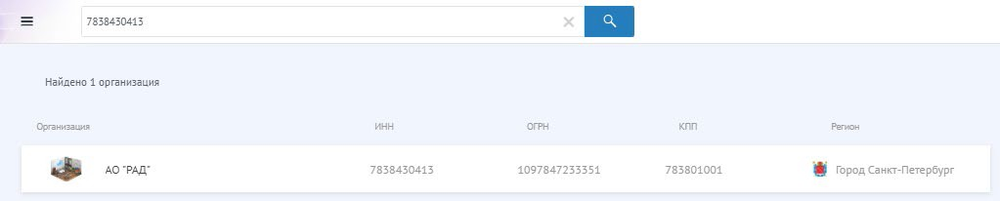 7838430413
Найдено 1 организация
Организация ИНН ОГРН КПП Регион
АО "РАД" 7838430413 1097847233351 783801001 Город Санкт-Петербург